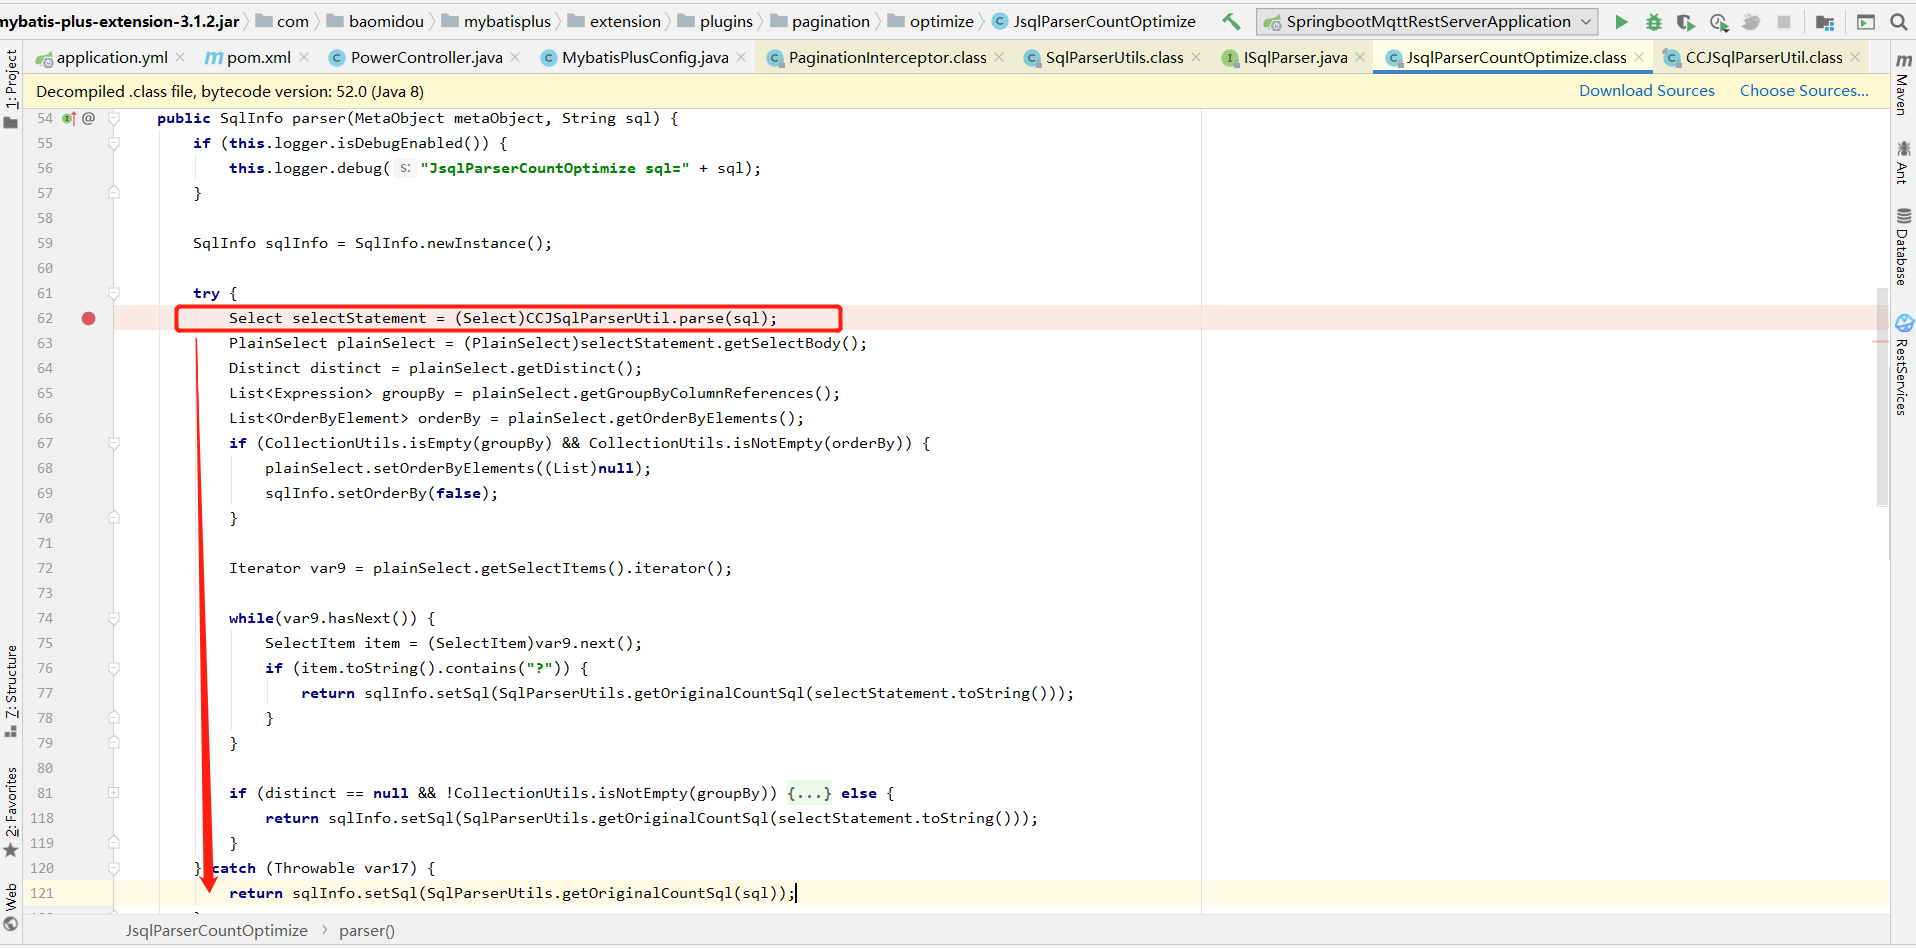 mybatis-plus-extension-3.1.2.jar com baomidou mybatisplus extension plugins pagination optimize JsqlParserCountOptimize SpringbootMqttRestServerApplication
application.yml pom.xml PowerController.java MybatisPlusConfig.java PaginationInterceptor.class SqlParserUtils.class ISqlParser.java JsqlParserCountOptimize.class CCJSqlParserUtil.class
Decompiled .class file, bytecode version: 52.0 (Java 8) Download Sources Choose Sources...
54 public SqlInfo parser(MetaObject metaObject, String sql) {
55 if (this.logger.isDebugEnabled()) {
56 this.logger.debug( s: "JsqlParserCountOptimize sql=" + sql);
57 }
58
59 SqlInfo sqlInfo = SqlInfo.newInstance();
60
61 try {
62 Select selectStatement = (Select)CCJSqlParserUtil.parse(sql);
63 PlainSelect plainSelect = (PlainSelect)selectStatement.getSelectBody();
64 Distinct distinct = plainSelect.getDistinct();
65 List<Expression> groupBy = plainSelect.getGroupByColumnReferences();
66 List<OrderByElement> orderBy = plainSelect.getOrderByElements();
67 if (CollectionUtils.isEmpty(groupBy) && CollectionUtils.isNotEmpty(orderBy)) {
68 plainSelect.setOrderByElements((List)null);
69 sqlInfo.setOrderBy(false);
70 }
71
72 Iterator var9 = plainSelect.getSelectItems().iterator();
73
74 while(var9.hasNext()) {
75 SelectItem item = (SelectItem)var9.next();
76 if (item.toString().contains("?")) {
77 return sqlInfo.setSql(SqlParserUtils.getOriginalCountSql(selectStatement.toString()));
78 }
79 }
80
81 if (distinct == null && !CollectionUtils.isNotEmpty(groupBy)) {...} else {
118 return sqlInfo.setSql(SqlParserUtils.getOriginalCountSql(selectStatement.toString()));
119 }
120 } catch (Throwable var17) {
121 return sqlInfo.setSql(SqlParserUtils.getOriginalCountSql(sql));
JsqlParserCountOptimize parser()
1: Project
7: Structure
2: Favorites
Web
Maven
Ant
Database
RestServices